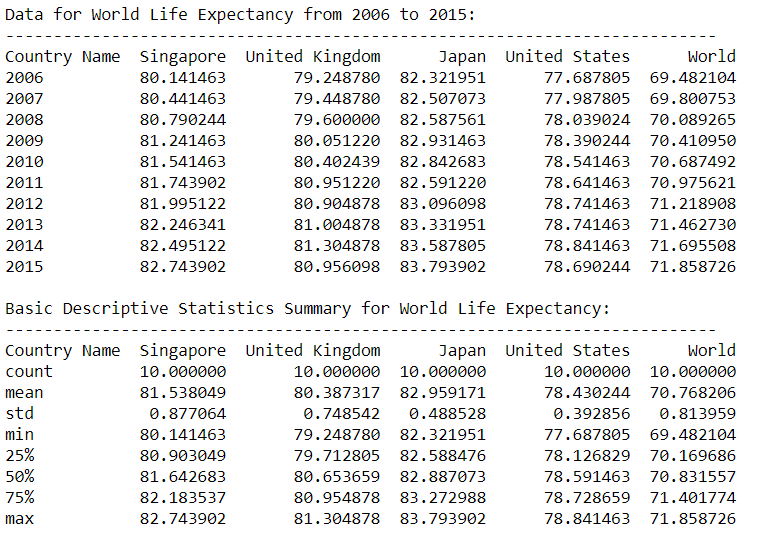 Data for World Life Expectancy from 2006 to 2015:
--------------------------------------------------------------------------
Country Name  Singapore  United Kingdom      Japan  United States      World
2006          80.141463       79.248780  82.321951      77.687805  69.482104
2007          80.441463       79.448780  82.507073      77.987805  69.800753
2008          80.790244       79.600000  82.587561      78.039024  70.089265
2009          81.241463       80.051220  82.931463      78.390244  70.410950
2010          81.541463       80.402439  82.842683      78.541463  70.687492
2011          81.743902       80.951220  82.591220      78.641463  70.975621
2012          81.995122       80.904878  83.096098      78.741463  71.218908
2013          82.246341       81.004878  83.331951      78.741463  71.462730
2014          82.495122       81.304878  83.587805      78.841463  71.695508
2015          82.743902       80.956098  83.793902      78.690244  71.858726
Basic Descriptive Statistics Summary for World Life Expectancy:
--------------------------------------------------------------------------
Country Name  Singapore  United Kingdom      Japan  United States      World
count         10.000000       10.000000  10.000000      10.000000  10.000000
mean          81.538049       80.387317  82.959171      78.430244  70.768206
std            0.877064        0.748542   0.488528       0.392856   0.813959
min           80.141463       79.248780  82.321951      77.687805  69.482104
25%           80.903049       79.712805  82.588476      78.126829  70.169686
50%           81.642683       80.653659  82.887073      78.591463  70.831557
75%           82.183537       80.954878  83.272988      78.728659  71.401774
max           82.743902       81.304878  83.793902      78.841463  71.858726